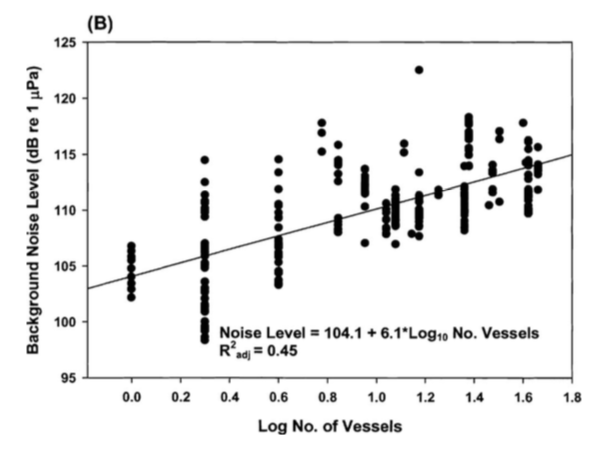 (B)
Background Noise Level (dB re 1 μPa)
125
120
115
110
105
100
95
Noise Level = 104.1 + 6.1*Log₁₀ No. Vessels
R²adj = 0.45
0.0 0.2 0.4 0.6 0.8 1.0 1.2 1.4 1.6 1.8
Log No. of Vessels